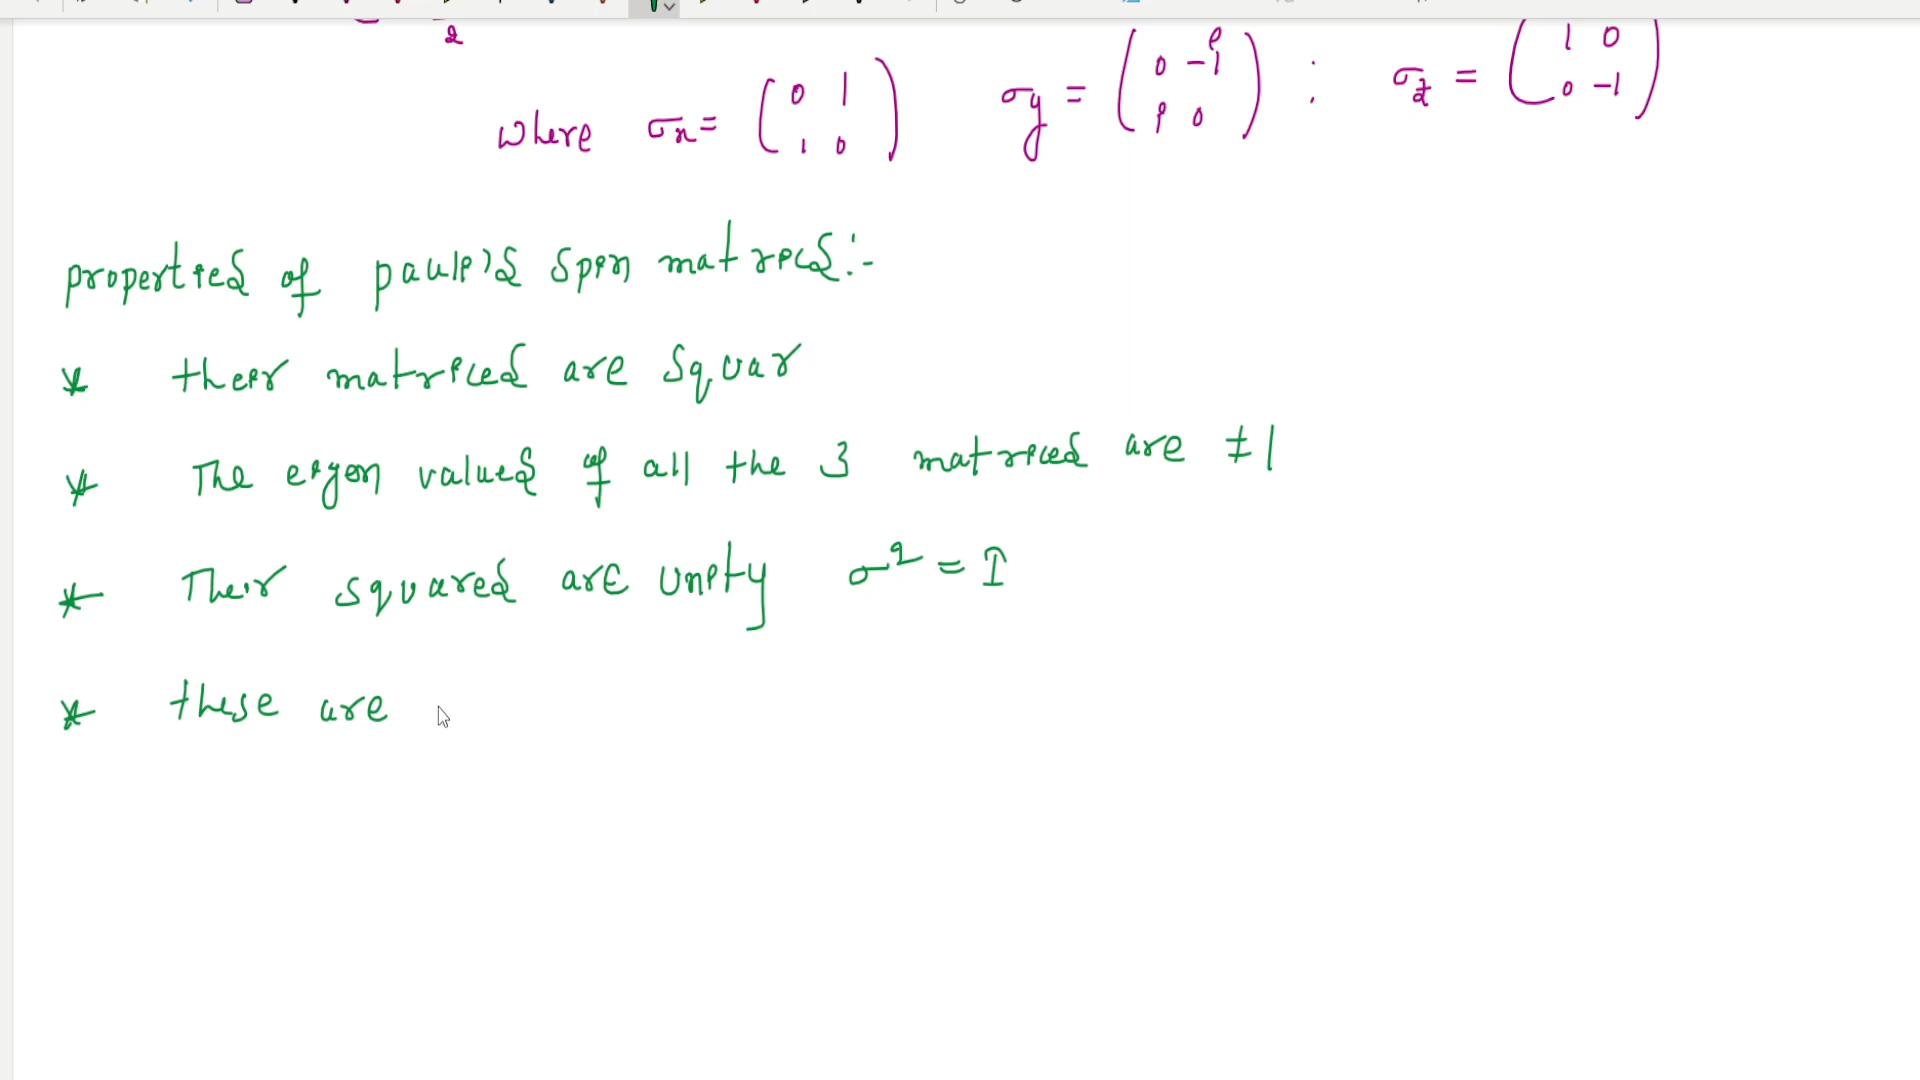 2
where σx = (0 1 1 0) σy = (0 -i i 0) ; σz = (1 0 0 -1)
properties of pauli's spin matrics:-
* their matrices are Squar
* The eigen values of all the 3 matrices are ±1
* Their squares are unity σ² = I
* these are